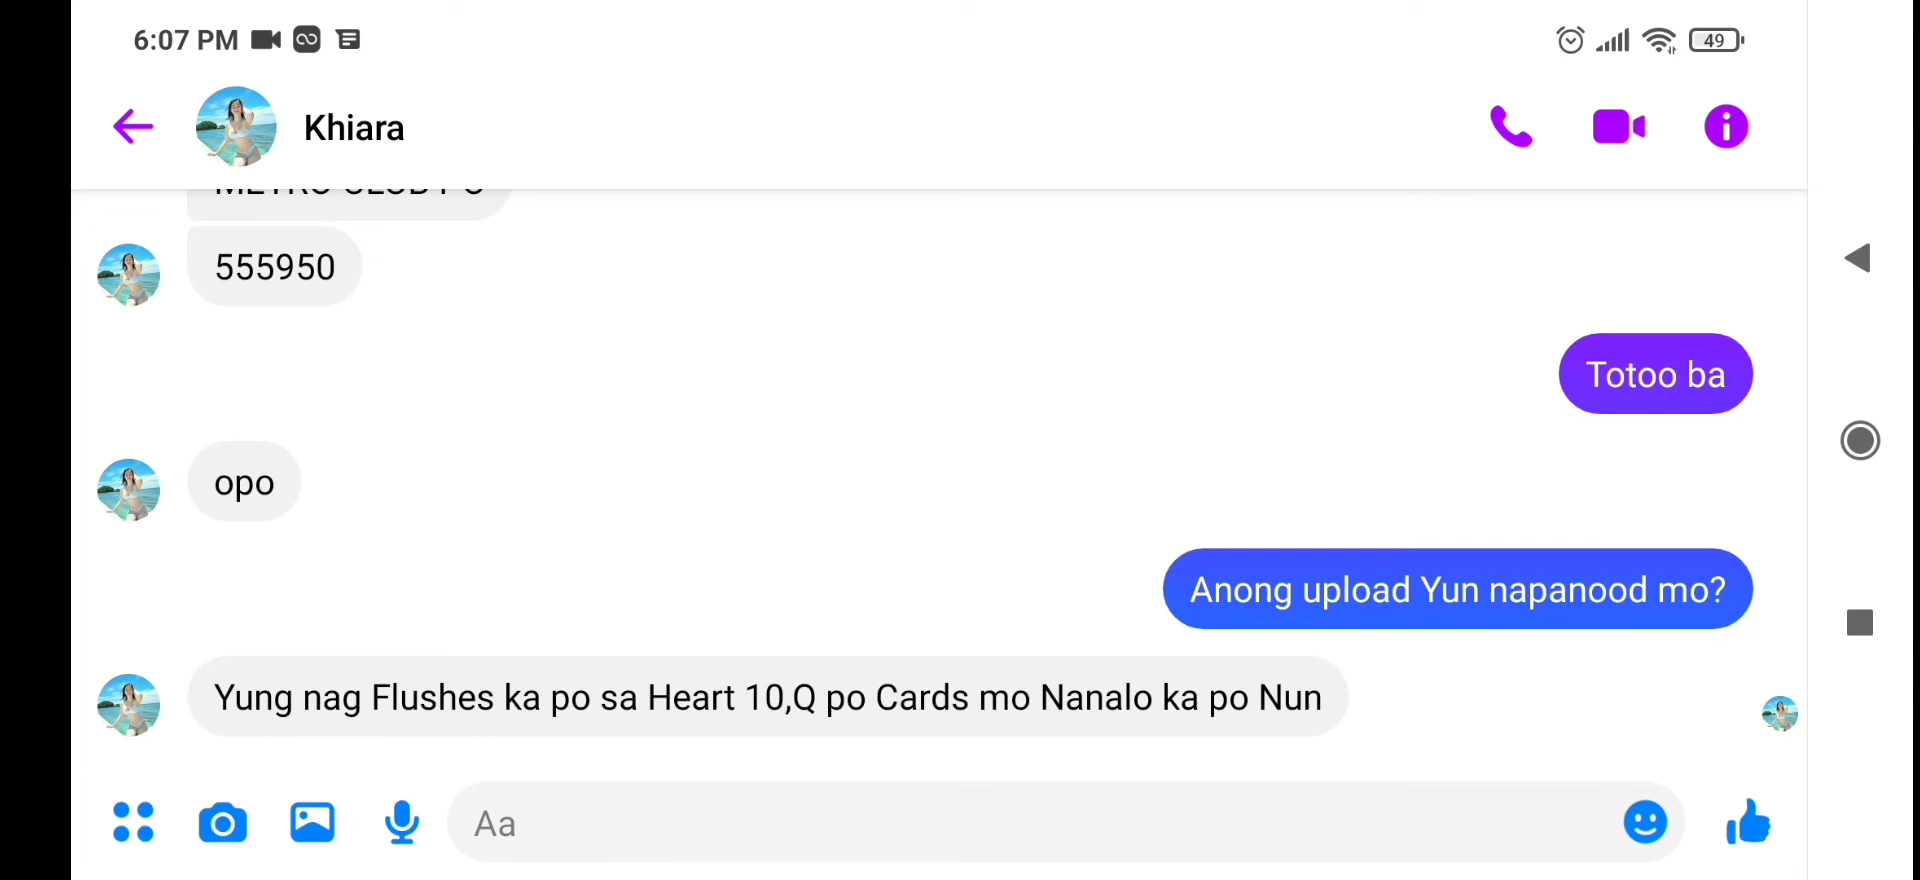 6:07 PM
49
Khiara
555950
Totoo ba
opo
Anong upload Yun napanood mo?
Yung nag Flushes ka po sa Heart 10,Q po Cards mo Nanalo ka po Nun
Aa